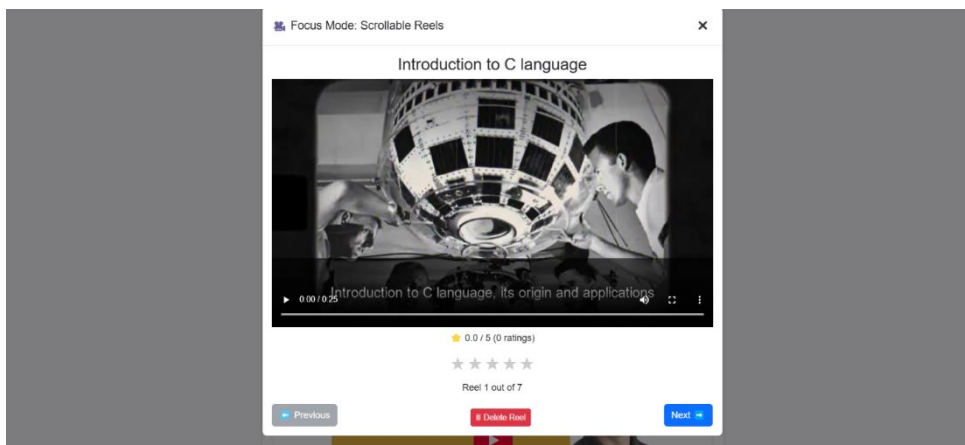 Focus Mode: Scrollable Reels
Introduction to C language
Introduction to C language, its origin and applications
0:00 / 0:25
0.0 / 5 (0 ratings)
Reel 1 out of 7
Previous
Delete Reel
Next